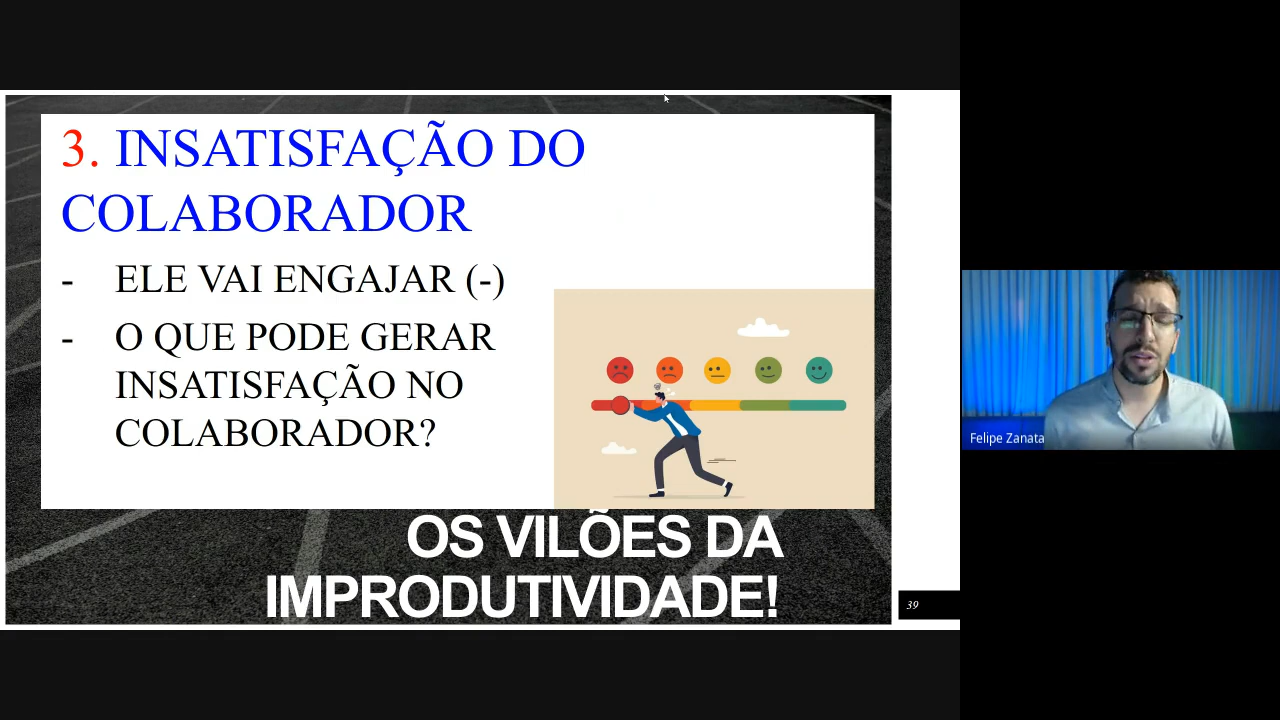 3. INSATISFAÇÃO DO
COLABORADOR
- ELE VAI ENGAJAR (-)
- O QUE PODE GERAR
INSATISFAÇÃO NO
COLABORADOR?
OS VILÕES DA
IMPRODUTIVIDADE!
39
Felipe Zanata